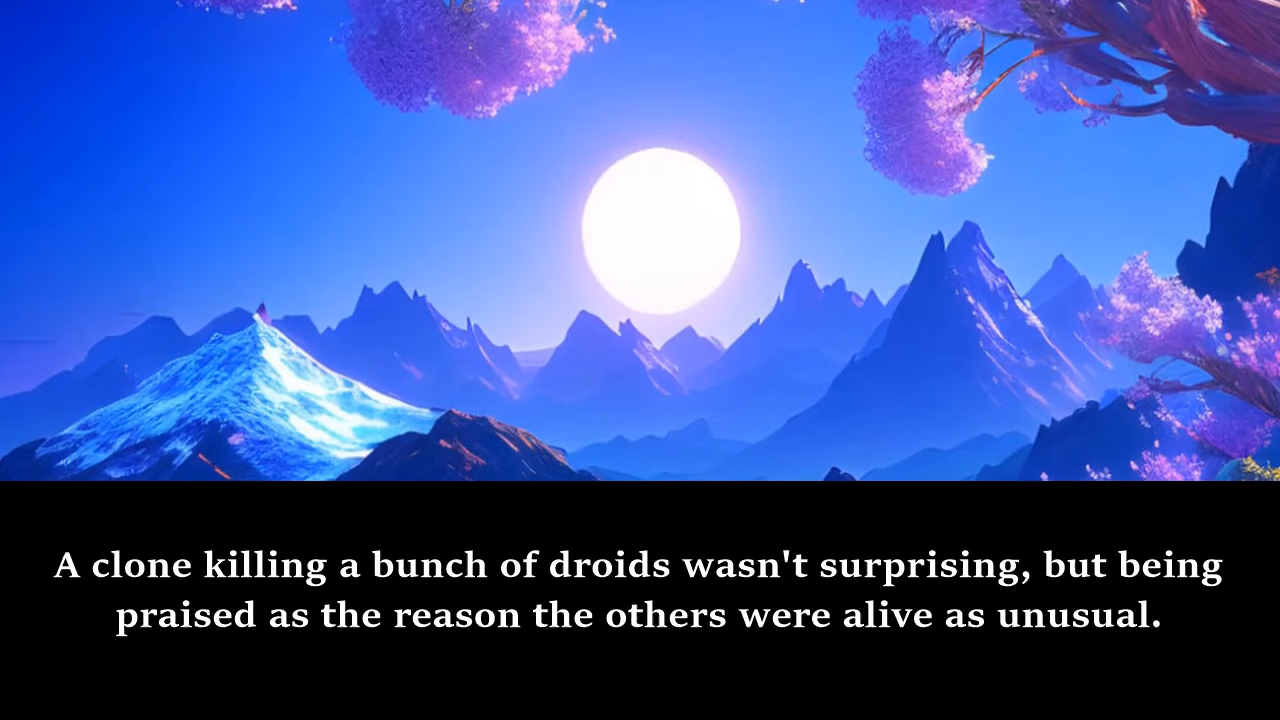 A clone killing a bunch of droids wasn't surprising, but being
praised as the reason the others were alive as unusual.